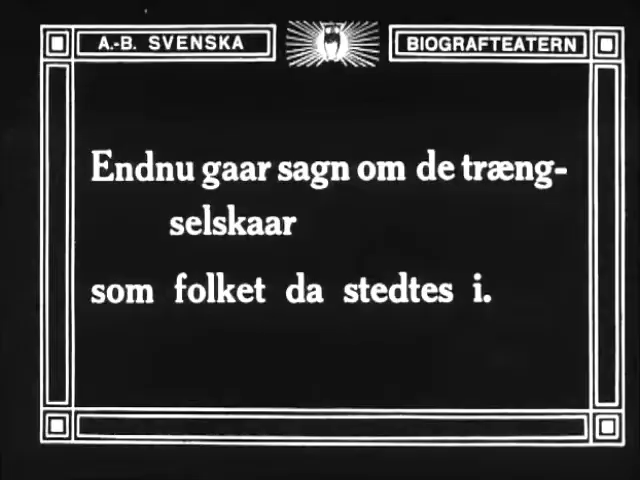 A.-B. SVENSKA BIOGRAFTEATERN
Endnu gaar sagn om de træng-
selskaar
som folket da stedtes i.